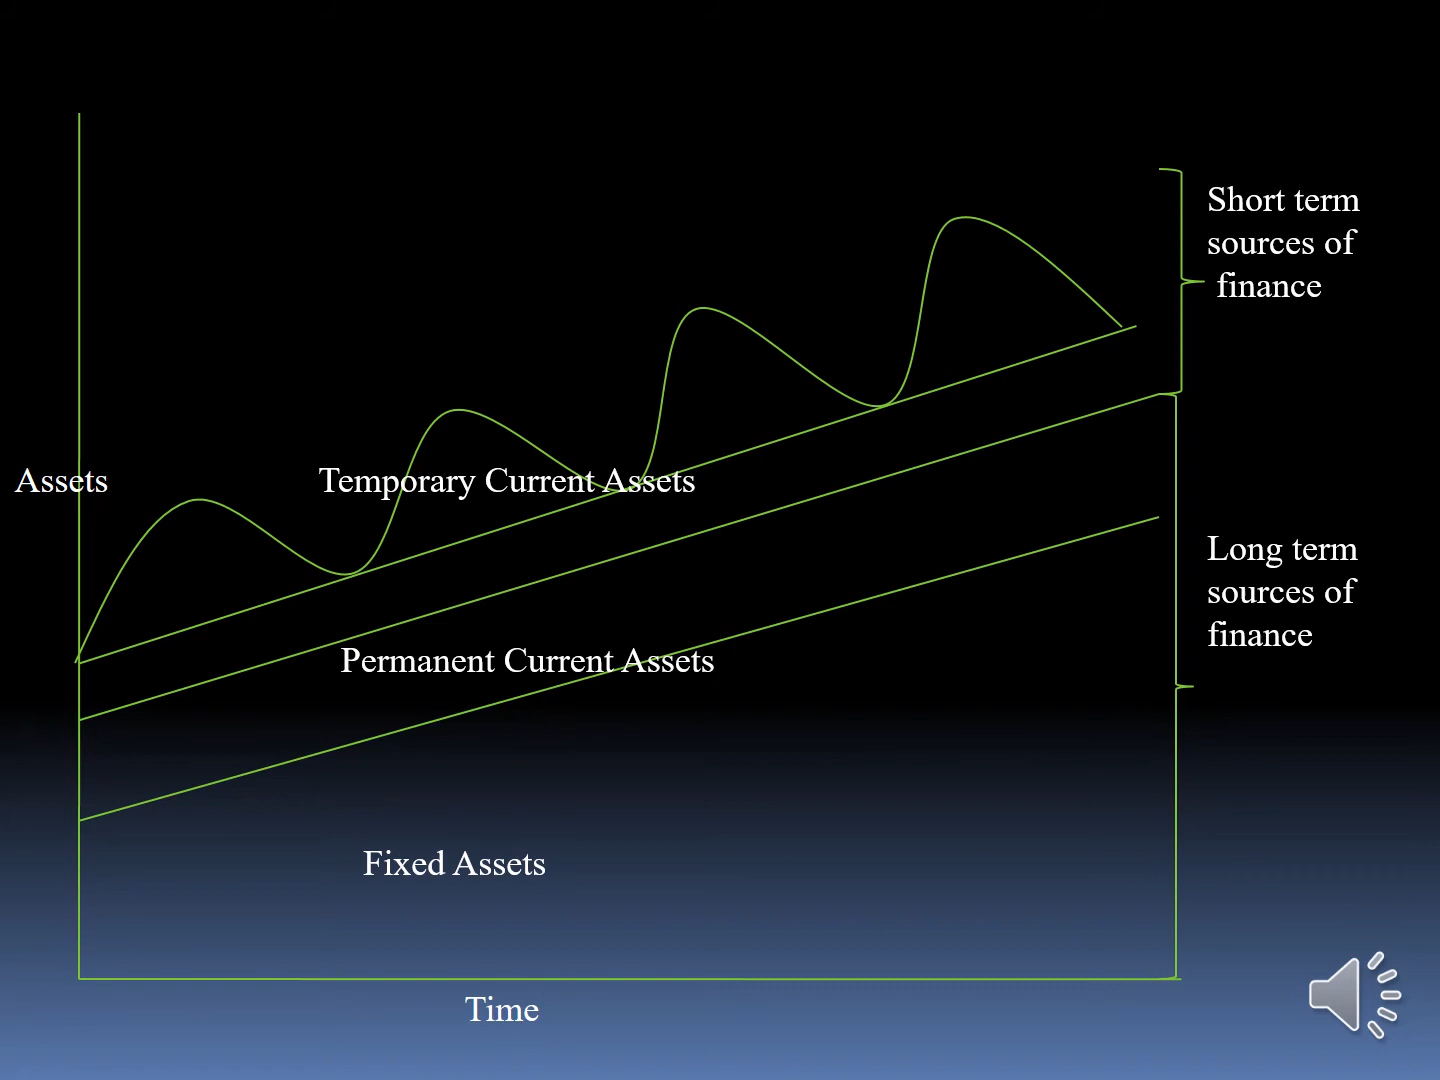 Short term
sources of
finance
Assets
Temporary Current Assets
Long term
sources of
finance
Permanent Current Assets
Fixed Assets
Time